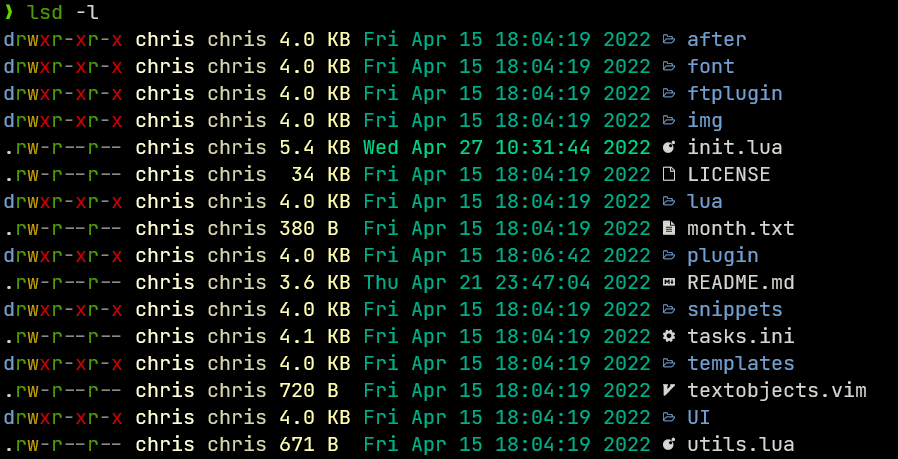 ❯ lsd -l
drwxr-xr-x chris chris 4.0 KB Fri Apr 15 18:04:19 2022 after
drwxr-xr-x chris chris 4.0 KB Fri Apr 15 18:04:19 2022 font
drwxr-xr-x chris chris 4.0 KB Fri Apr 15 18:04:19 2022 ftplugin
drwxr-xr-x chris chris 4.0 KB Fri Apr 15 18:04:19 2022 img
.rw-r--r-- chris chris 5.4 KB Wed Apr 27 10:31:44 2022 init.lua
.rw-r--r-- chris chris  34 KB Fri Apr 15 18:04:19 2022 LICENSE
drwxr-xr-x chris chris 4.0 KB Fri Apr 15 18:04:19 2022 lua
.rw-r--r-- chris chris 380 B  Fri Apr 15 18:04:19 2022 month.txt
drwxr-xr-x chris chris 4.0 KB Fri Apr 15 18:06:42 2022 plugin
.rw-r--r-- chris chris 3.6 KB Thu Apr 21 23:47:04 2022 README.md
drwxr-xr-x chris chris 4.0 KB Fri Apr 15 18:04:19 2022 snippets
.rw-r--r-- chris chris 4.1 KB Fri Apr 15 18:04:19 2022 tasks.ini
drwxr-xr-x chris chris 4.0 KB Fri Apr 15 18:04:19 2022 templates
.rw-r--r-- chris chris 720 B  Fri Apr 15 18:04:19 2022 textobjects.vim
drwxr-xr-x chris chris 4.0 KB Fri Apr 15 18:04:19 2022 UI
.rw-r--r-- chris chris 671 B  Fri Apr 15 18:04:19 2022 utils.lua